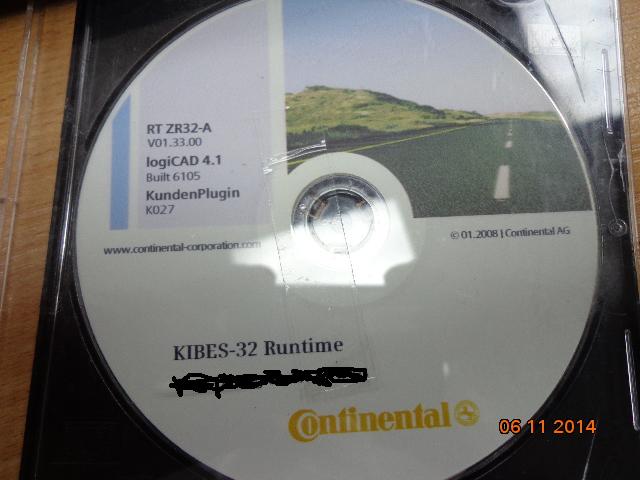 RT ZR32-A
V01.33.00
logiCAD 4.1
Built 6105
KundenPlugin
K027
www.continental-corporation.com
© 01.2008 | Continental AG
KIBES-32 Runtime
Continental
06 11 2014